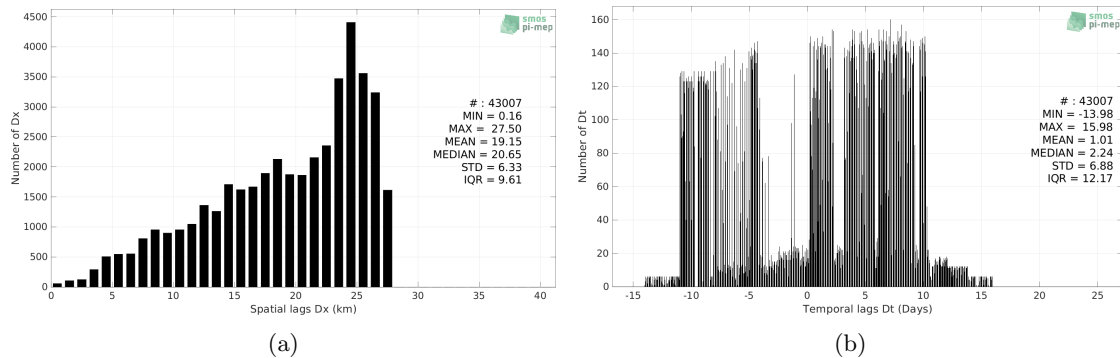 4500
4000
3500
3000
2500
2000
1500
1000
500
0
Number of Dx
0 5 10 15 20 25 30 35 40
Spatial lags Dx (km)
smos
pi-mep
# : 43007
MIN = 0.16
MAX = 27.50
MEAN = 19.15
MEDIAN = 20.65
STD = 6.33
IQR = 9.61
(a)
160
140
120
100
80
60
40
20
0
Number of Dt
-15 -10 -5 0 5 10 15 20 25
Temporal lags Dt (Days)
smos
pi-mep
# : 43007
MIN = -13.98
MAX = 15.98
MEAN = 1.01
MEDIAN = 2.24
STD = 6.88
IQR = 12.17
(b)